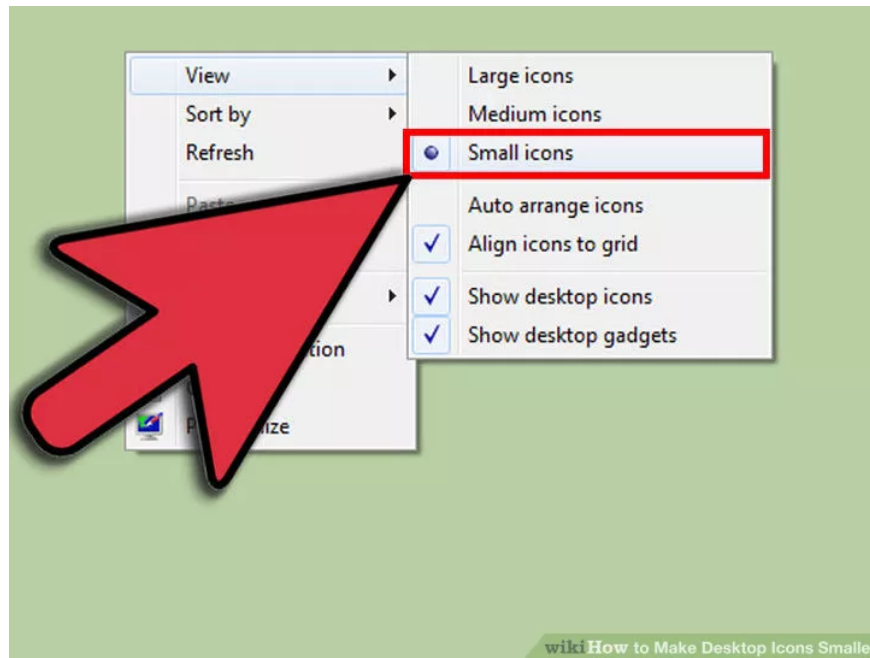 View
Sort by
Refresh
Large icons
Medium icons
Small icons
Auto arrange icons
Align icons to grid
Show desktop icons
Show desktop gadgets
wikiHow to Make Desktop Icons Smalle